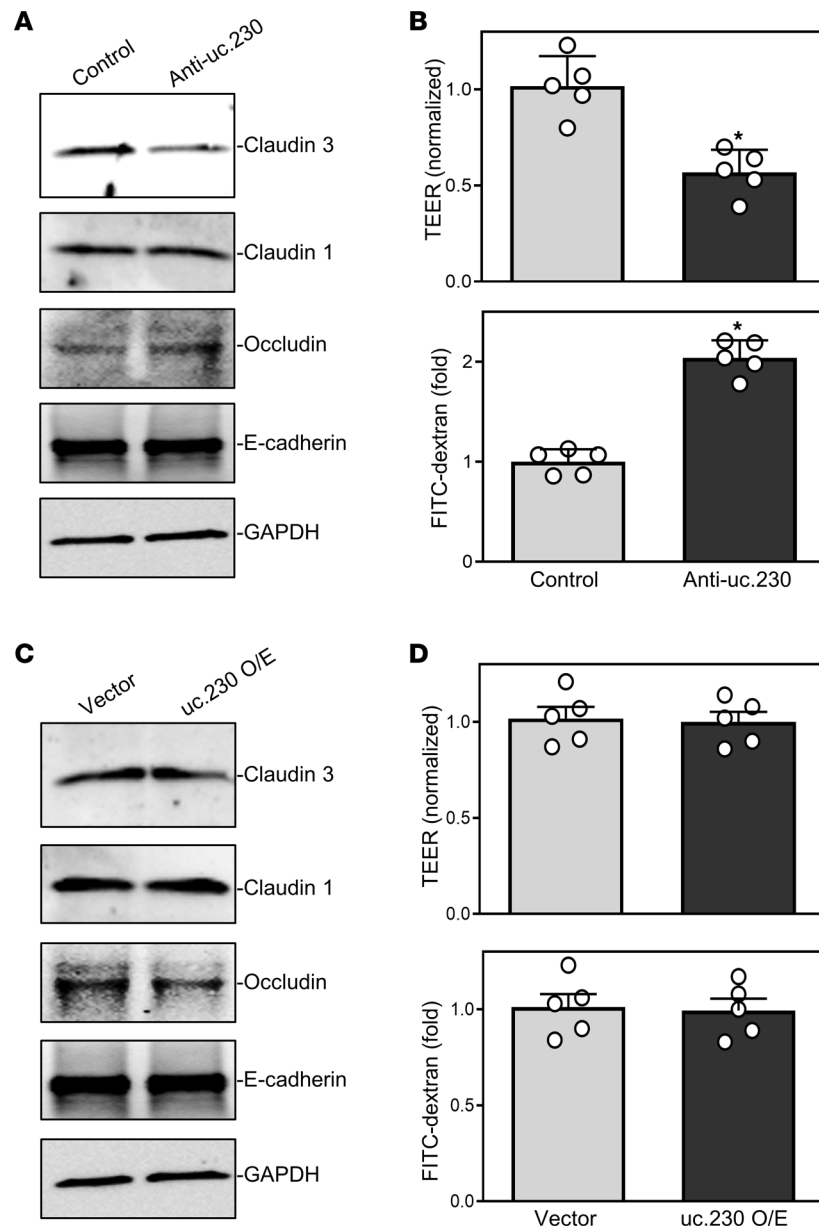 A
Control
Anti-uc.230
-Claudin 3
-Claudin 1
-Occludin
-E-cadherin
-GAPDH
B
TEER (normalized)
1.0
0.5
0.0
*
FITC-dextran (fold)
2
1
0
*
Control
Anti-uc.230
C
Vector
uc.230 O/E
-Claudin 3
-Claudin 1
-Occludin
-E-cadherin
-GAPDH
D
TEER (normalized)
1.0
0.5
0.0
FITC-dextran (fold)
1.0
0.5
0.0
Vector
uc.230 O/E